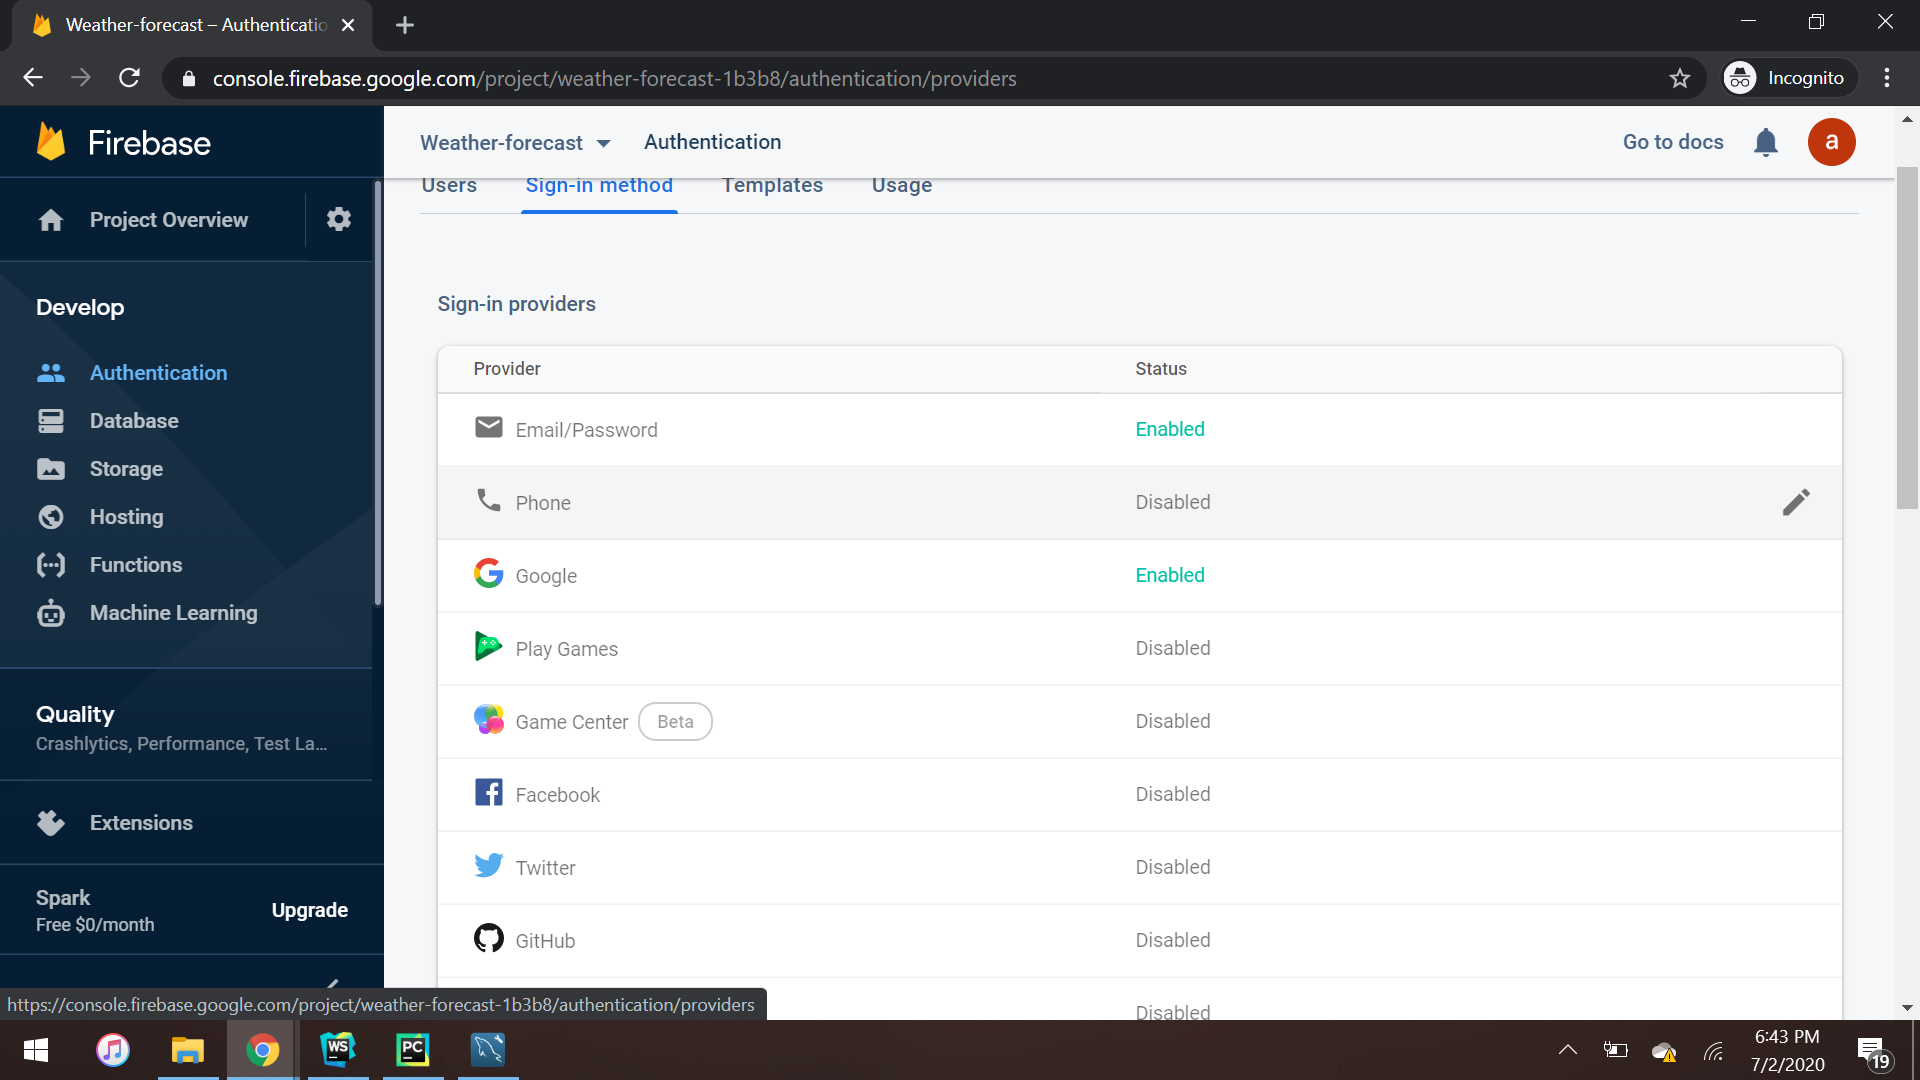 Weather-forecast – Authenticatio
console.firebase.google.com/project/weather-forecast-1b3b8/authentication/providers
Incognito
Firebase
Weather-forecast
Authentication
Go to docs
a
Users
Sign-in method
Templates
Usage
Project Overview
Develop
Authentication
Database
Storage
Hosting
Functions
Machine Learning
Quality
Crashlytics, Performance, Test La...
Extensions
Spark
Free $0/month
Upgrade
Sign-in providers
Provider Status
Email/Password Enabled
Phone Disabled
Google Enabled
Play Games Disabled
Game Center Beta Disabled
Facebook Disabled
Twitter Disabled
GitHub Disabled
Disabled
https://console.firebase.google.com/project/weather-forecast-1b3b8/authentication/providers
WS
PC
6:43 PM
7/2/2020
19